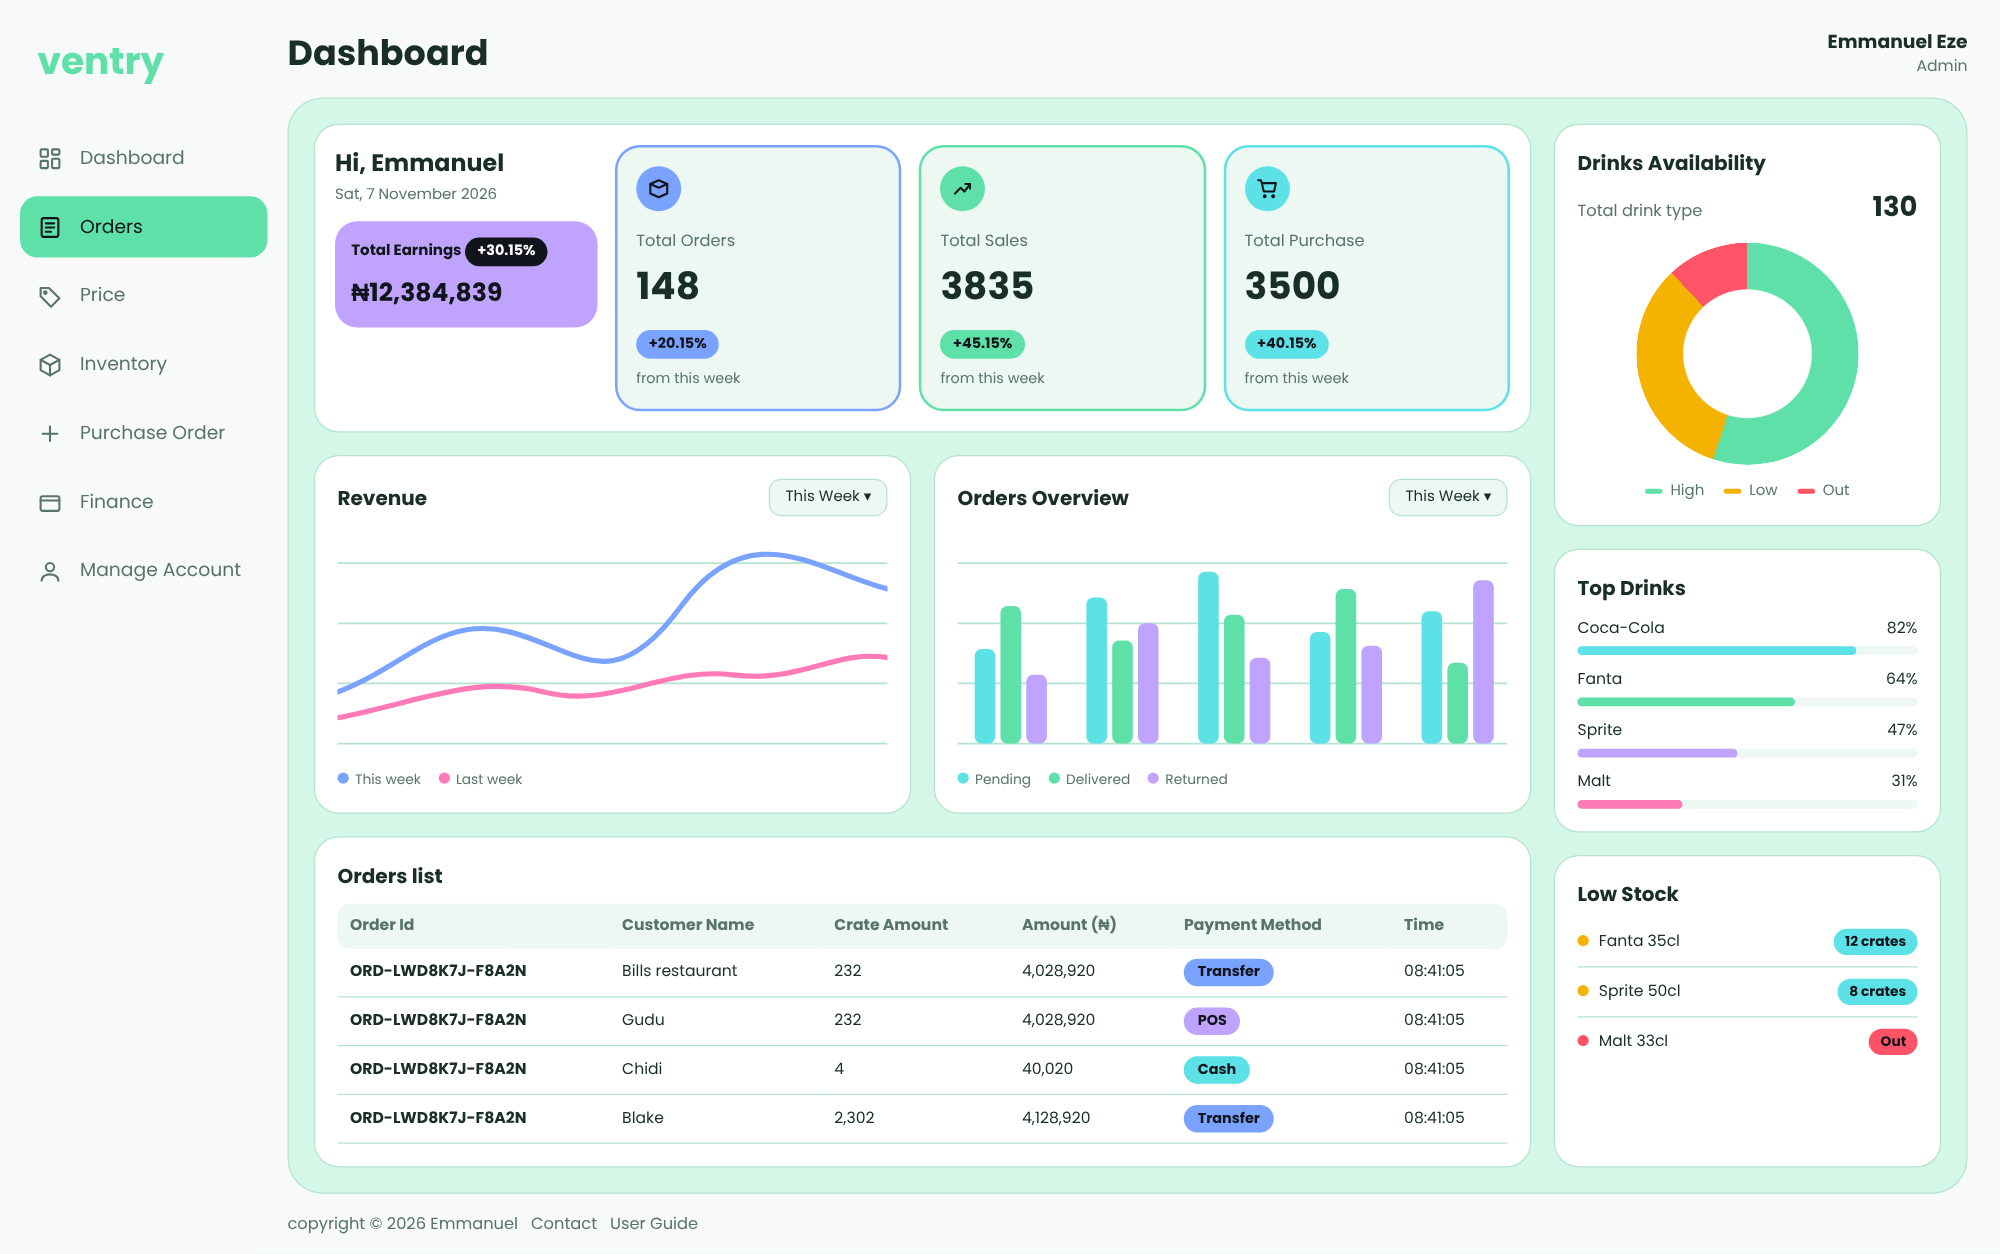 ventry
Dashboard
Orders
Price
Inventory
Purchase Order
Finance
Manage Account
Dashboard
Emmanuel Eze
Admin
Hi, Emmanuel
Sat, 7 November 2026
Total Earnings +30.15%
₦12,384,839
Total Orders
148
+20.15%
from this week
Total Sales
3835
+45.15%
from this week
Total Purchase
3500
+40.15%
from this week
Revenue
This Week ▾
This week Last week
Orders Overview
This Week ▾
Pending Delivered Returned
Orders list
Order Id Customer Name Crate Amount Amount (₦) Payment Method Time
ORD-LWD8K7J-F8A2N Bills restaurant 232 4,028,920 Transfer 08:41:05
ORD-LWD8K7J-F8A2N Gudu 232 4,028,920 POS 08:41:05
ORD-LWD8K7J-F8A2N Chidi 4 40,020 Cash 08:41:05
ORD-LWD8K7J-F8A2N Blake 2,302 4,128,920 Transfer 08:41:05
Drinks Availability
Total drink type 130
High Low Out
Top Drinks
Coca-Cola 82%
Fanta 64%
Sprite 47%
Malt 31%
Low Stock
Fanta 35cl 12 crates
Sprite 50cl 8 crates
Malt 33cl Out
copyright © 2026 Emmanuel Contact User Guide